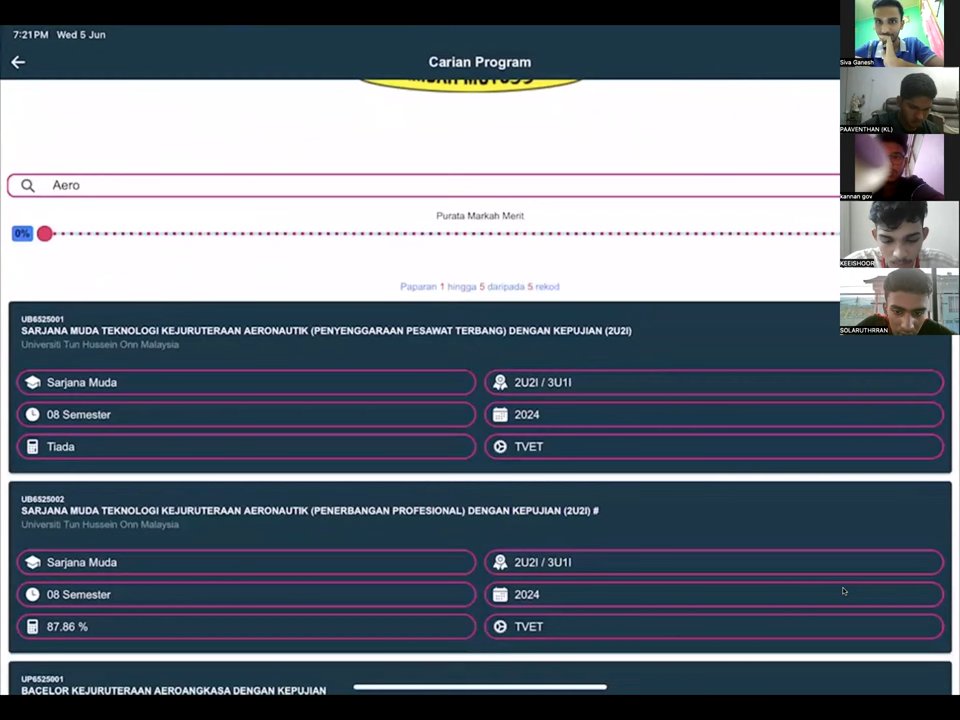 7:21 PM Wed 5 Jun
Carian Program
Aero
Purata Markah Merit
0%
Paparan 1 hingga 5 daripada 5 rekod
UB6525001
SARJANA MUDA TEKNOLOGI KEJURUTERAAN AERONAUTIK (PENYENGGARAAN PESAWAT TERBANG) DENGAN KEPUJIAN (2U2I)
Universiti Tun Hussein Onn Malaysia
Sarjana Muda
2U2I / 3U1I
08 Semester
2024
Tiada
TVET
UB6525002
SARJANA MUDA TEKNOLOGI KEJURUTERAAN AERONAUTIK (PENERBANGAN PROFESIONAL) DENGAN KEPUJIAN (2U2I) #
Universiti Tun Hussein Onn Malaysia
Sarjana Muda
2U2I / 3U1I
08 Semester
2024
87.86 %
TVET
UP6525001
BACELOR KEJURUTERAAN AEROANGKASA DENGAN KEPUJIAN
Siva Ganesh
PAAVENTHAN (KL)
kannan gov
KEEISHOOR
SOLARUTHRRAN